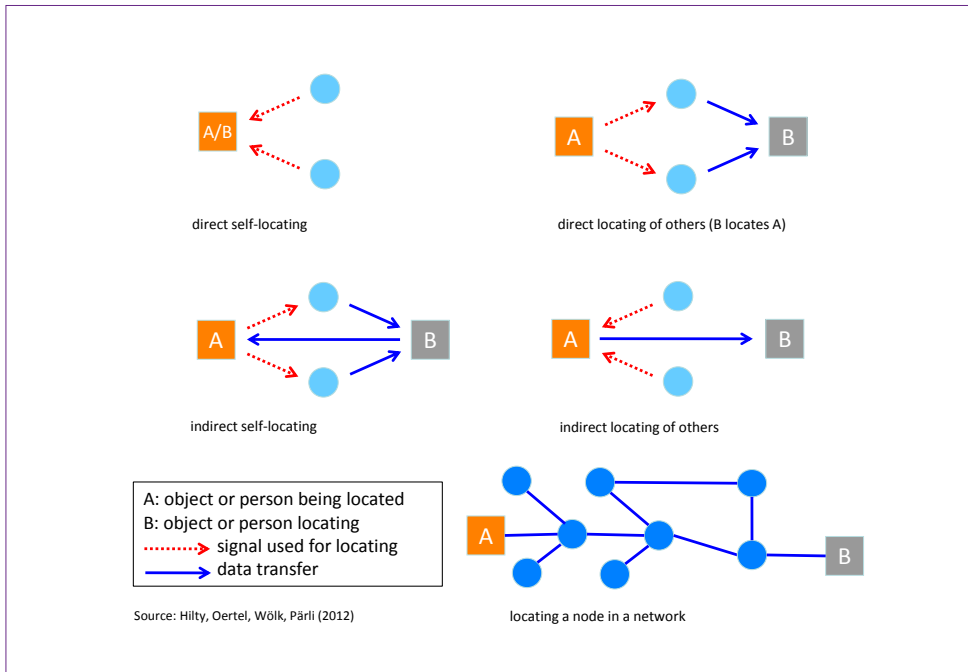 A/B
A
B
direct self-locating
direct locating of others (B locates A)
A
B
A
B
indirect self-locating
indirect locating of others
A: object or person being located
B: object or person locating
signal used for locating
data transfer
A
B
Source: Hilty, Oertel, Wölk, Pärli (2012)
locating a node in a network